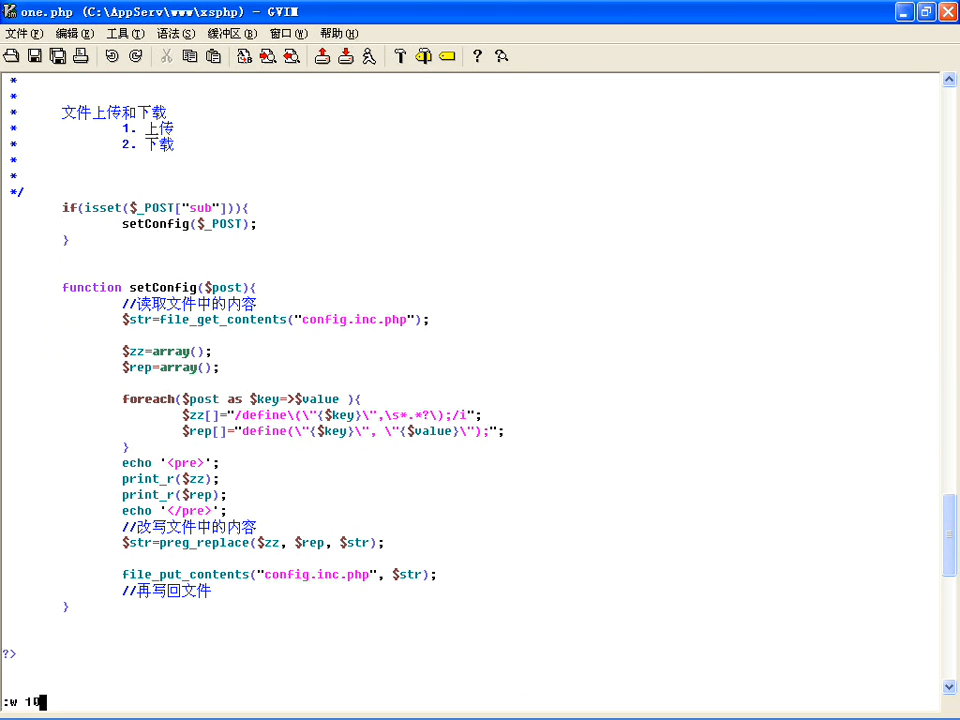 one.php (C:\AppServ\www\xsphp) - GVIM
文件(F) 编辑(E) 工具(T) 语法(S) 缓冲区(B) 窗口(W) 帮助(H)
*
*
* 文件上传和下载
* 1. 上传
* 2. 下载
*
*
*/
if(isset($_POST["sub"])){
setConfig($_POST);
}
function setConfig($post){
//读取文件中的内容
$str=file_get_contents("config.inc.php");
$zz=array();
$rep=array();
foreach($post as $key=>$value ){
$zz[]="/define\(\"{$key}\",\s*.*?\);/i";
$rep[]="define(\"{$key}\", \"{$value}\");";
}
echo '<pre>';
print_r($zz);
print_r($rep);
echo '</pre>';
//改写文件中的内容
$str=preg_replace($zz, $rep, $str);
file_put_contents("config.inc.php", $str);
//再写回文件
}
?>
:w 10